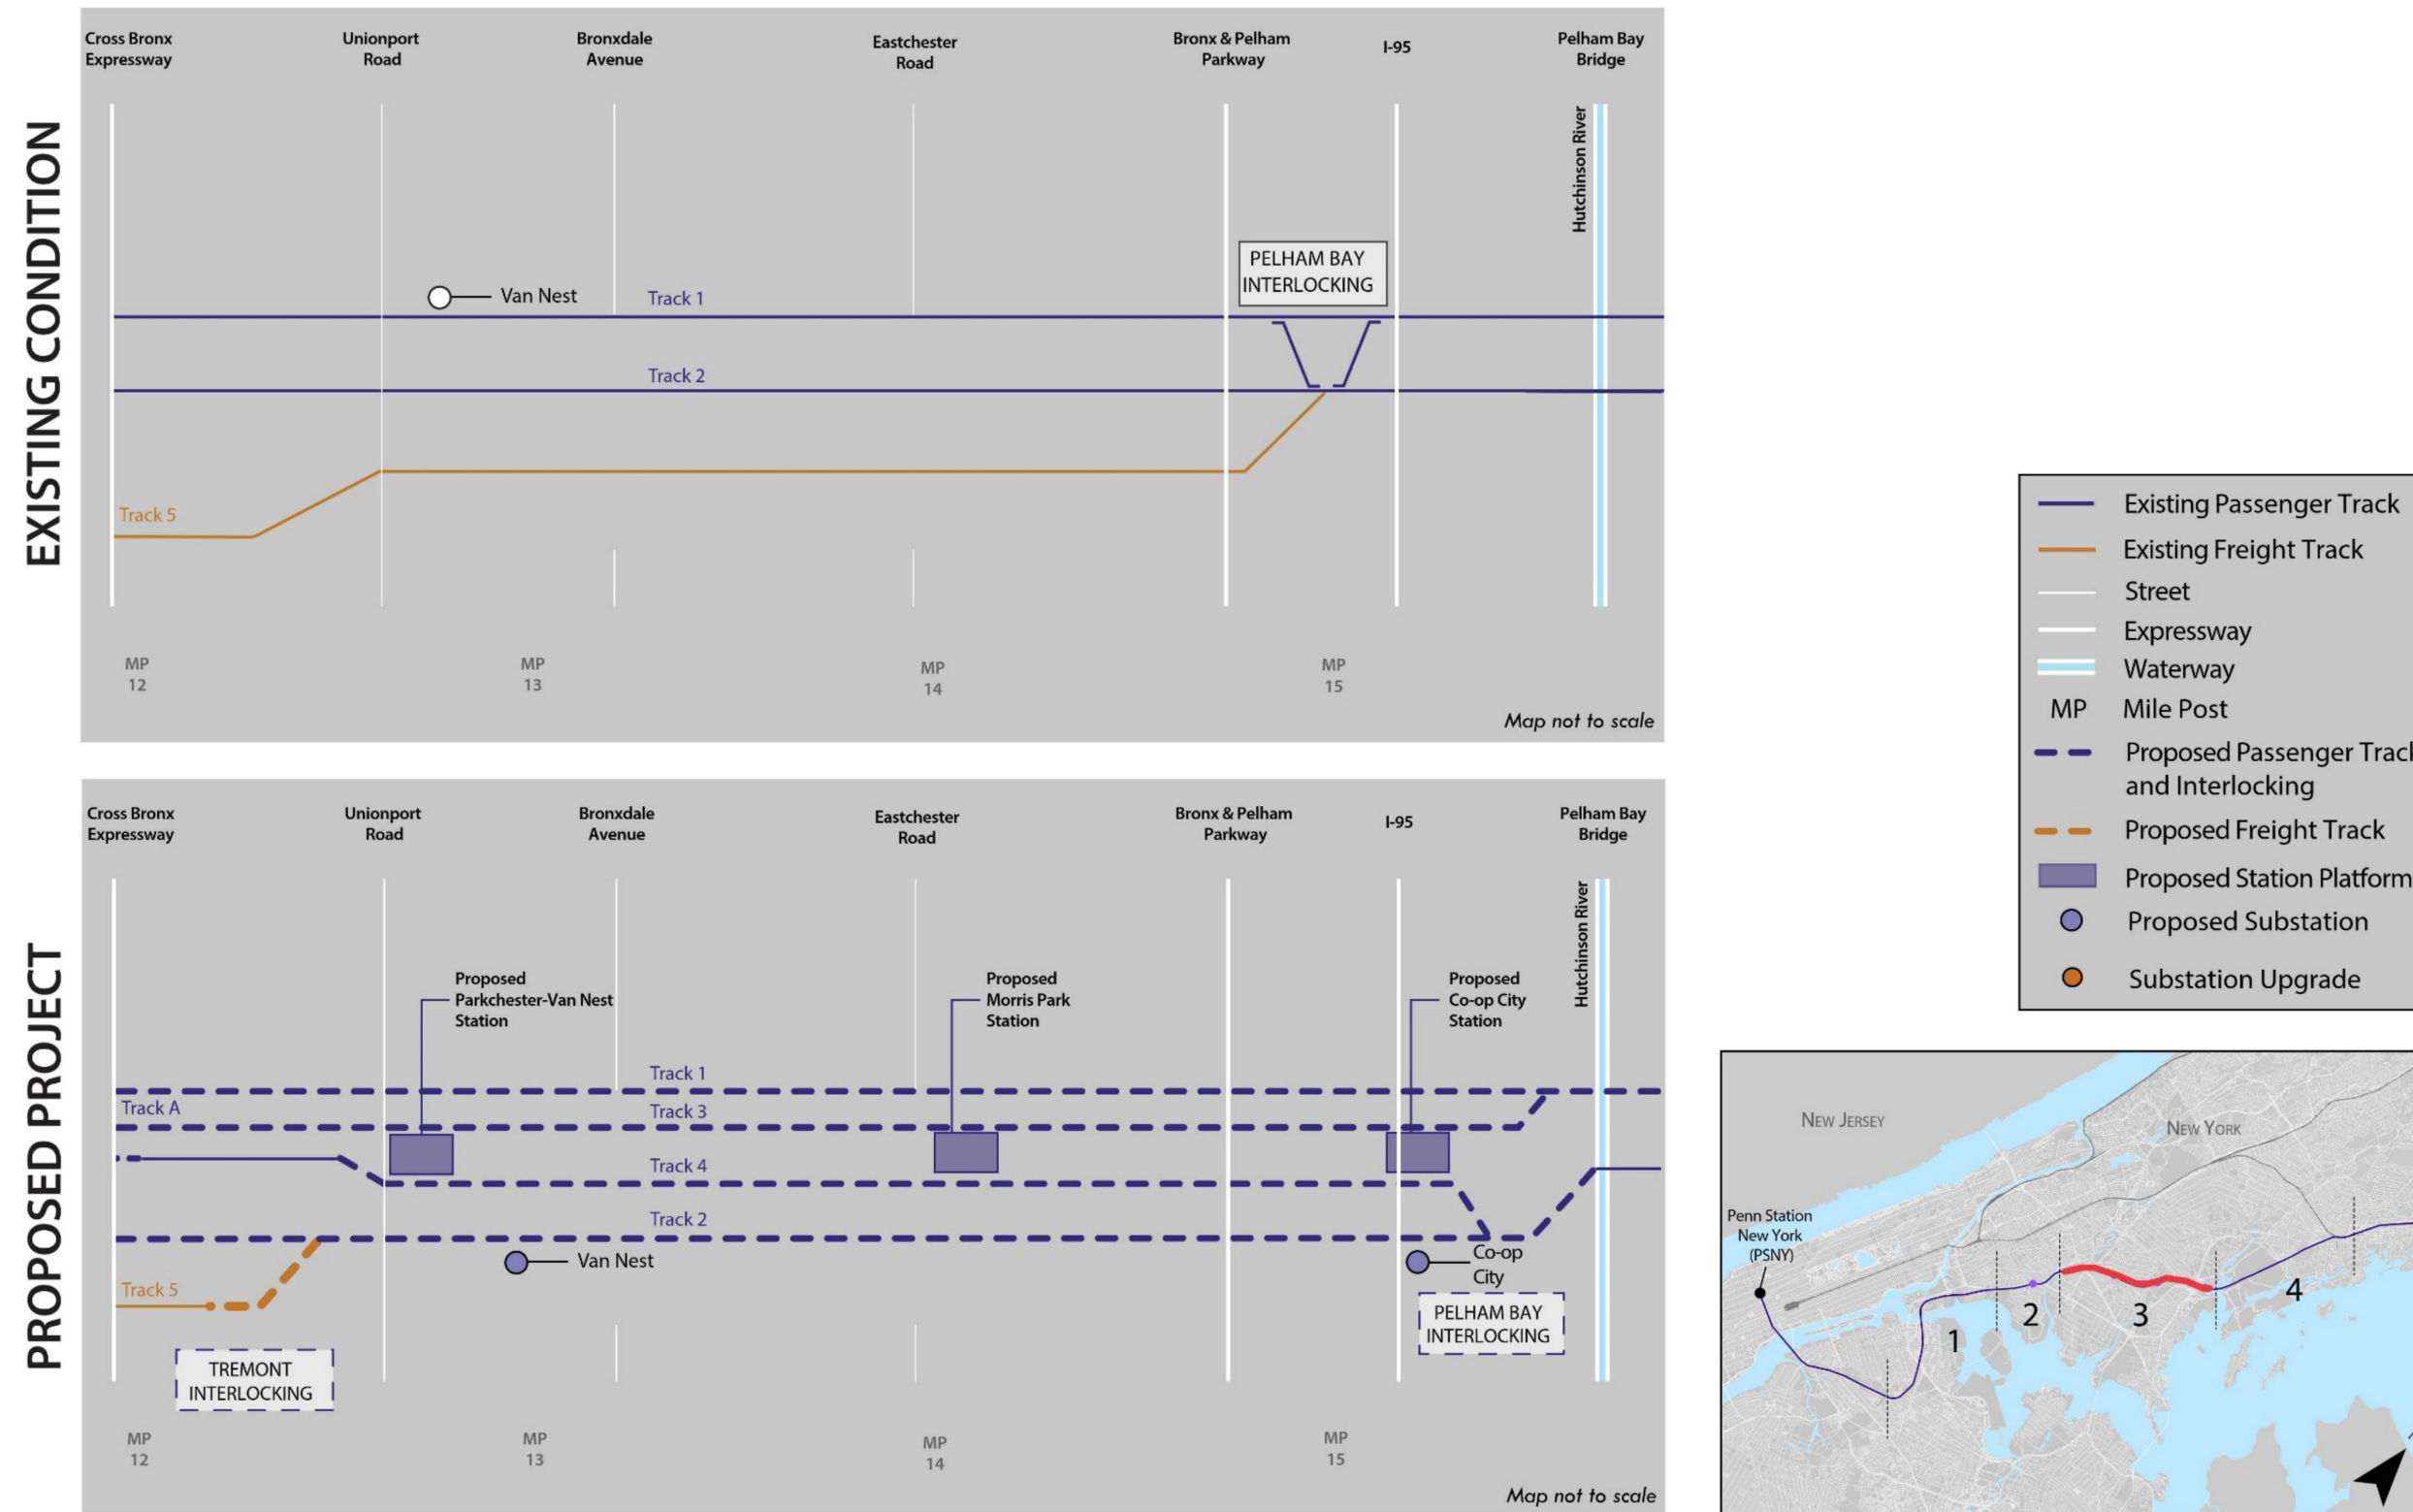 EXISTING CONDITION
Cross Bronx
Expressway
Unionport
Road
Bronxdale
Avenue
Eastchester
Road
Bronx & Pelham
Parkway
I-95
Pelham Bay
Bridge
Hutchinson River
PELHAM BAY
INTERLOCKING
Van Nest
Track 1
Track 2
Track 5
MP
12
MP
13
MP
14
MP
15
Map not to scale
PROPOSED PROJECT
Cross Bronx
Expressway
Unionport
Road
Bronxdale
Avenue
Eastchester
Road
Bronx & Pelham
Parkway
I-95
Pelham Bay
Bridge
Hutchinson River
Proposed
Parkchester-Van Nest
Station
Proposed
Morris Park
Station
Proposed
Co-op City
Station
Track 1
Track A
Track 3
Track 4
Track 2
Van Nest
Co-op
City
Track 5
PELHAM BAY
INTERLOCKING
TREMONT
INTERLOCKING
MP
12
MP
13
MP
14
MP
15
Map not to scale
Existing Passenger Track
Existing Freight Track
Street
Expressway
Waterway
MP Mile Post
Proposed Passenger Track
and Interlocking
Proposed Freight Track
Proposed Station Platform
Proposed Substation
Substation Upgrade
NEW JERSEY
NEW YORK
Penn Station
New York
(PSNY)
1
2
3
4